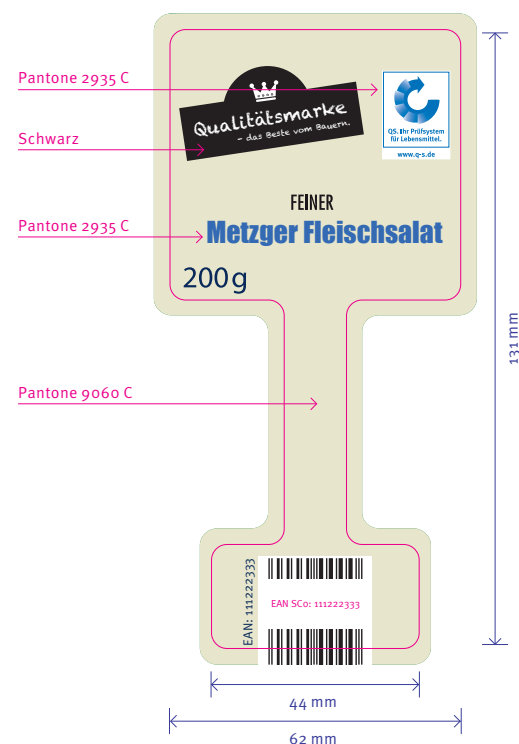 Pantone 2935 C
Schwarz
Pantone 2935 C
Pantone 9060 C
Qualitätsmarke
– das Beste vom Bauern.
QS. Ihr Prüfsystem
für Lebensmittel.
www.q-s.de
FEINER
Metzger Fleischsalat
200g
EAN: 111222333
EAN SC0: 111222333
131 mm
44 mm
62 mm